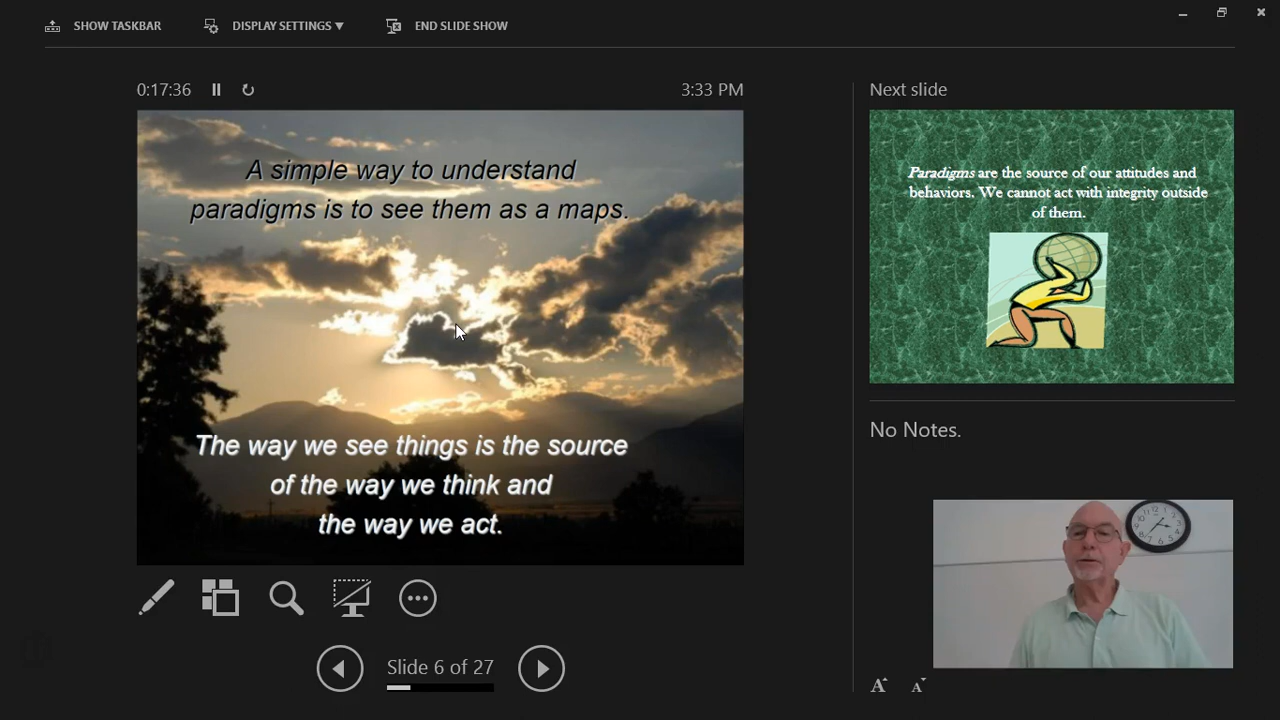 SHOW TASKBAR
DISPLAY SETTINGS ▼
END SLIDE SHOW
0:17:36
3:33 PM
A simple way to understand
paradigms is to see them as a maps.
The way we see things is the source
of the way we think and
the way we act.
Slide 6 of 27
Next slide
Paradigms are the source of our attitudes and
behaviors. We cannot act with integrity outside
of them.
No Notes.
A A